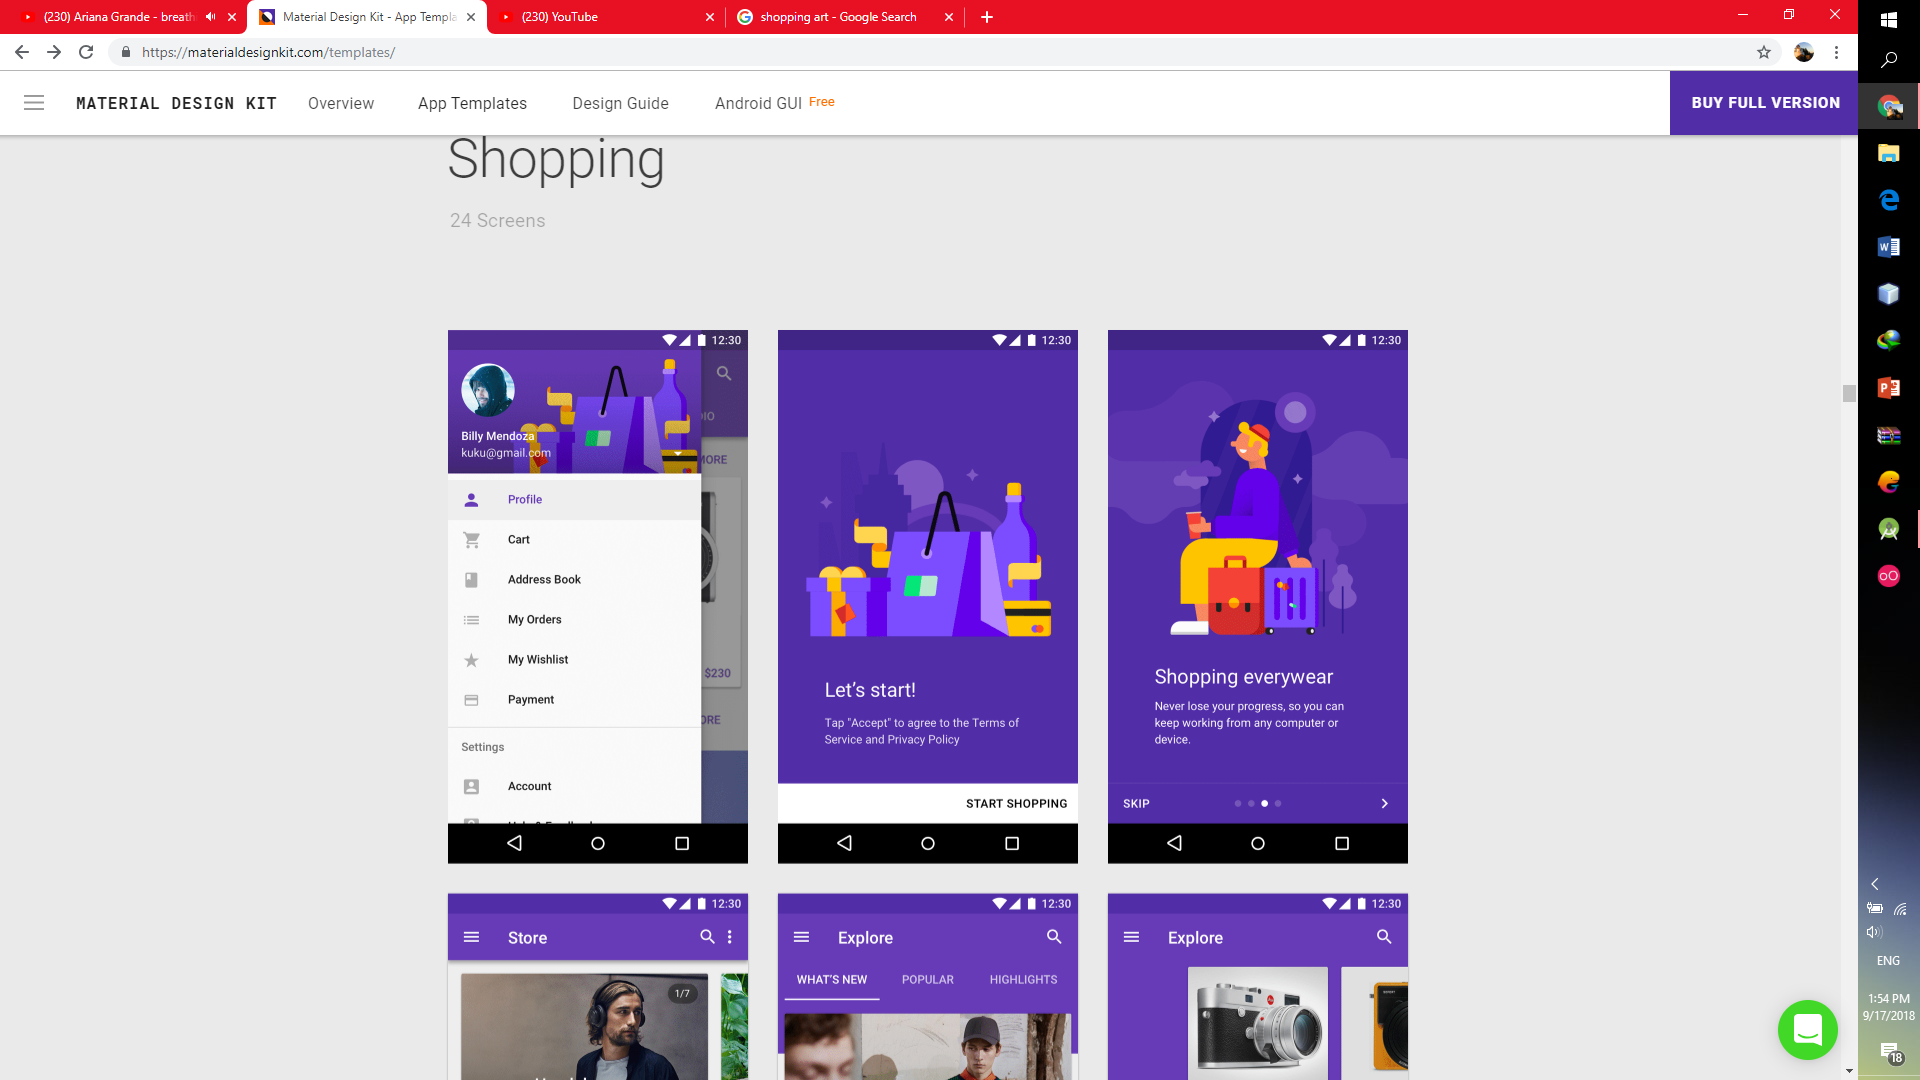 (230) Ariana Grande - breath
Material Design Kit - App Templa
(230) YouTube
shopping art - Google Search
https://materialdesignkit.com/templates/
MATERIAL DESIGN KIT
Overview
App Templates
Design Guide
Android GUI Free
BUY FULL VERSION
Shopping
24 Screens
12:30
Billy Mendoza
kuku@gmail.com
DIO
MORE
Profile
Cart
Address Book
My Orders
My Wishlist
$230
Payment
ORE
Settings
Account
Help & Feedback
12:30
Let's start!
Tap "Accept" to agree to the Terms of
Service and Privacy Policy
START SHOPPING
12:30
Shopping everywear
Never lose your progress, so you can
keep working from any computer or
device.
SKIP
12:30
Store
1/7
12:30
Explore
WHAT'S NEW
POPULAR
HIGHLIGHTS
12:30
Explore
ENG
1:54 PM
9/17/2018
18